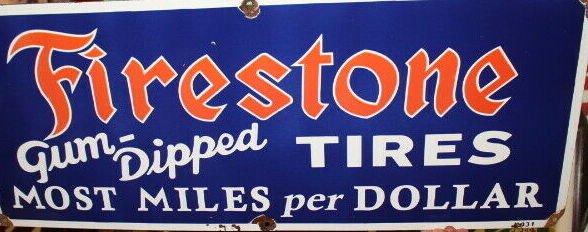 Firestone
Gum-Dipped TIRES
MOST MILES per DOLLAR